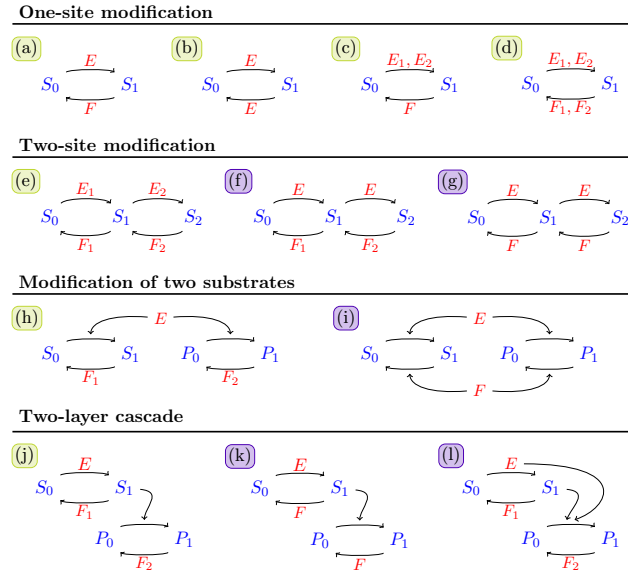 One-site modification
(a) (b) (c) (d)
E E E₁, E₂ E₁, E₂
S₀ S₁ S₀ S₁ S₀ S₁ S₀ S₁
F E F F₁, F₂
Two-site modification
(e) (f) (g)
E₁ E₂ E E E E
S₀ S₁ S₂ S₀ S₁ S₂ S₀ S₁ S₂
F₁ F₂ F₁ F₂ F F
Modification of two substrates
(h) E (i) E
S₀ S₁ P₀ P₁ S₀ S₁ P₀ P₁
F₁ F₂ F
Two-layer cascade
(j) (k) (l)
E E E
S₀ S₁ S₀ S₁ S₀ S₁
F₁ F F₁
P₀ P₁ P₀ P₁ P₀ P₁
F₂ F F₂